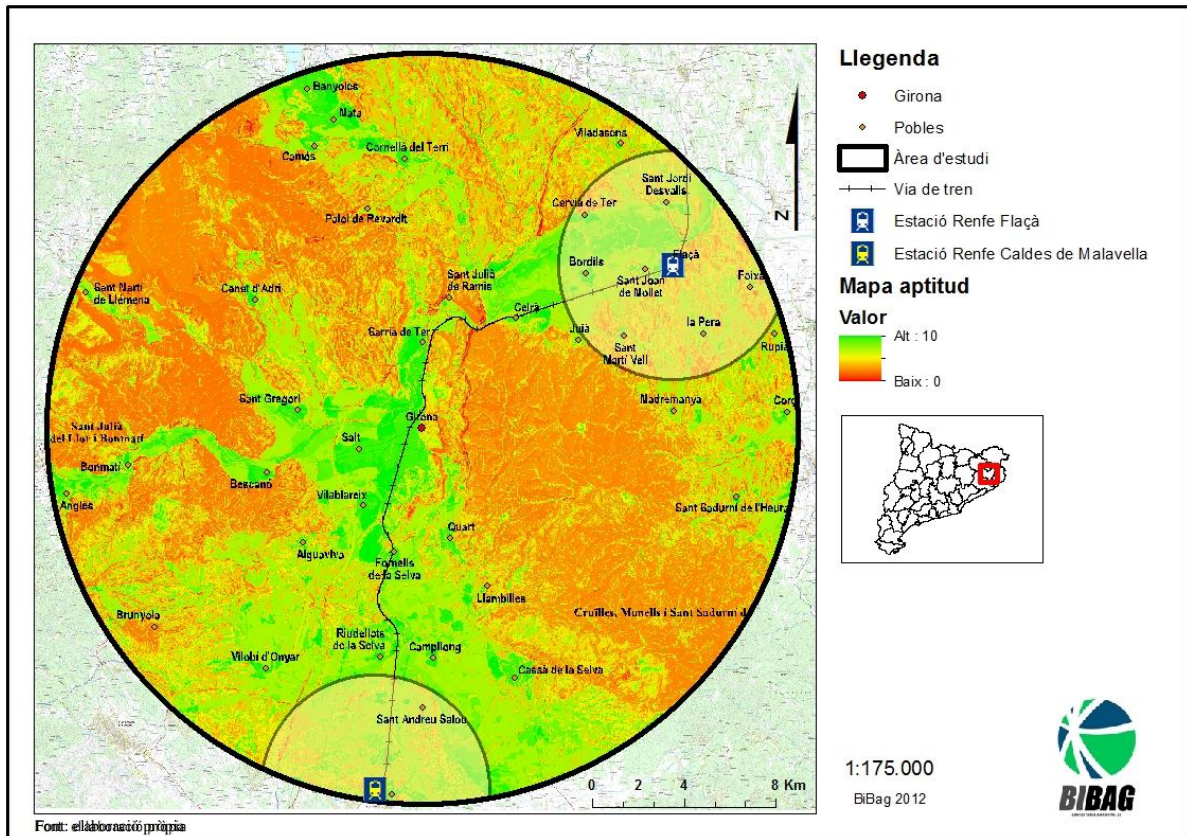 Banyoles
Mata
Camós
Cornellà del Terri
Viladasens
Sant Jordi
Desvalls
Cervià de Ter
Palol de Revardit
Flaçà
Bordils
Sant Joan
de Mollet
Foixà
Sant Julià
de Ramis
Sant Martí
de Llémena
Canet d'Adri
Celrà
Sarrià de Ter
Juià
Sant
Martí Vell
la Pera
Rupià
Sant Gregori
Girona
Madremanya
Corç
Sant Julià
del Llor i Bonmatí
Salt
Bonmatí
Bescanó
Anglès
Vilablareix
Sant Sadurní de l'Heura
Quart
Aiguaviva
Fornells
de la Selva
Llambilles
Brunyola
Cruïlles, Monells i Sant Sadurní d
Riudellots
de la Selva
Campllong
Vilobí d'Onyar
Cassà de la Selva
Sant Andreu Salou
N
0 2 4 8 Km
Font: elaboració pròpia
Llegenda
Girona
Pobles
Àrea d'estudi
Via de tren
Estació Renfe Flaçà
Estació Renfe Caldes de Malavella
Mapa aptitud
Valor
Alt : 10
Baix : 0
1:175.000
BiBag 2012
BIBAG